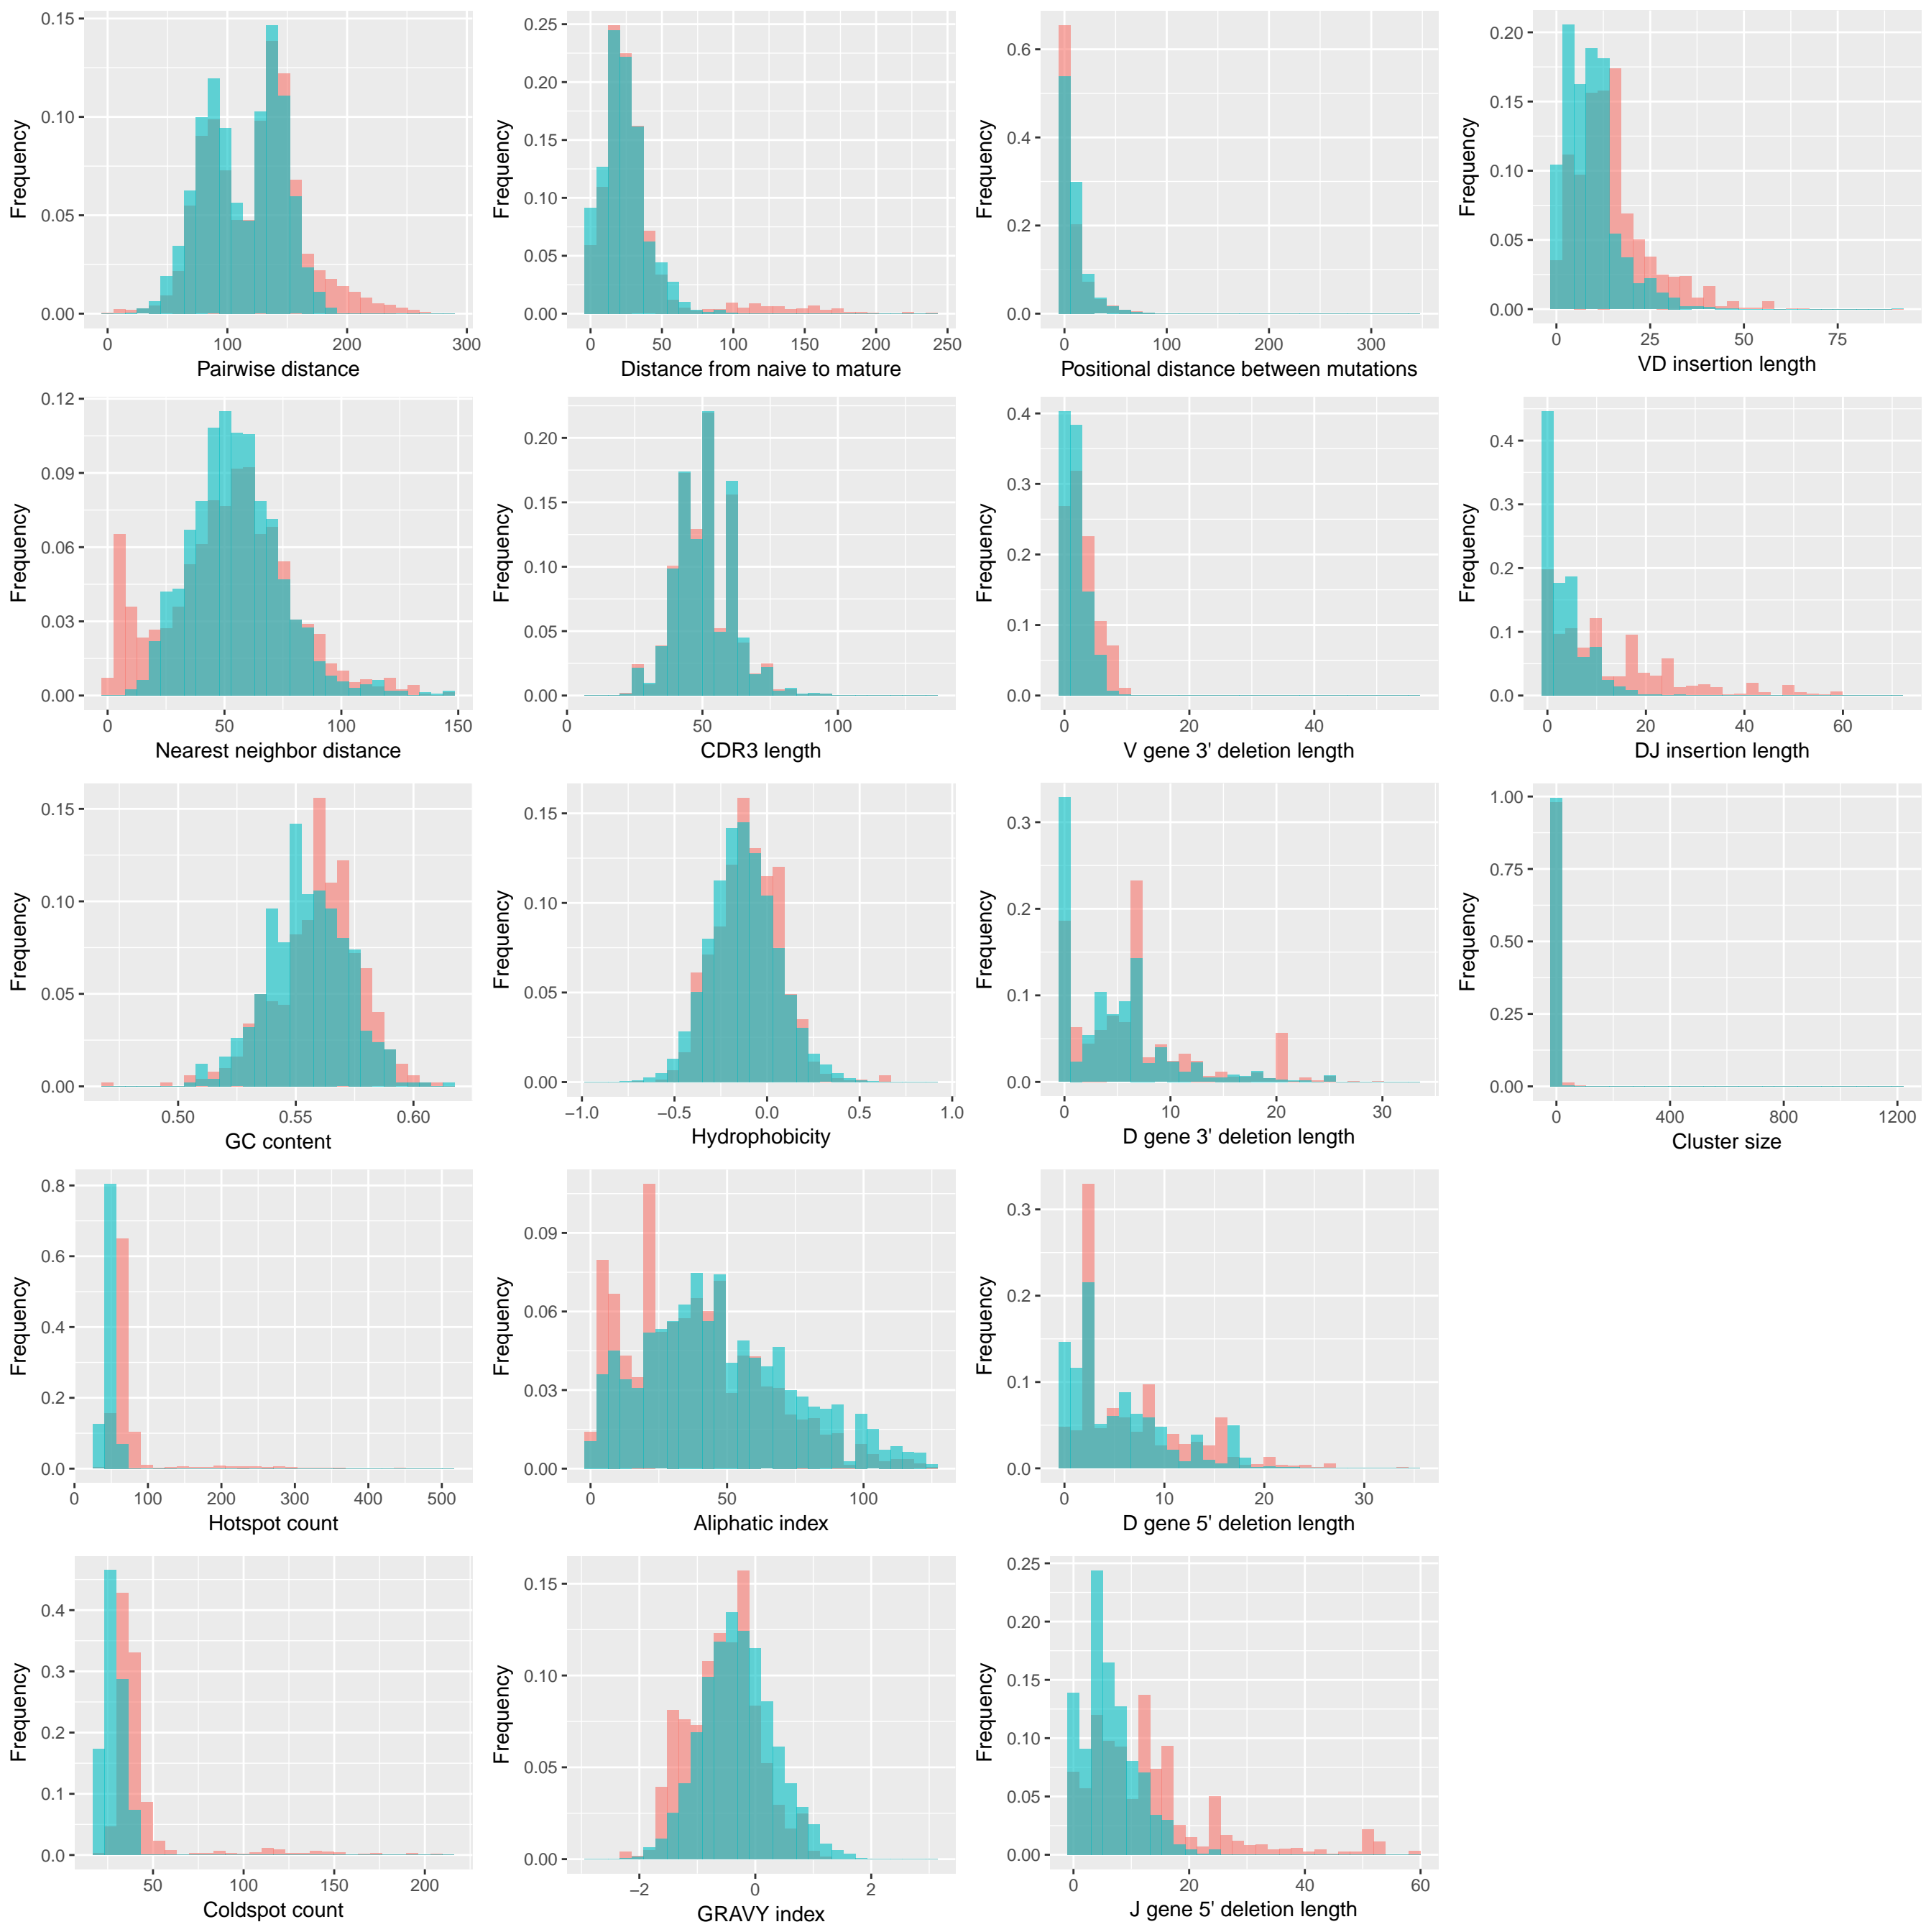 0.15
0.10
0.05
0.00
Frequency
0 100 200 300
Pairwise distance
0.25
0.20
0.15
0.10
0.05
0.00
Frequency
0 50 100 150 200 250
Distance from naive to mature
0.6
0.4
0.2
0.0
Frequency
0 100 200 300
Positional distance between mutations
0.20
0.15
0.10
0.05
0.00
Frequency
0 25 50 75
VD insertion length
0.12
0.09
0.06
0.03
0.00
Frequency
0 50 100 150
Nearest neighbor distance
0.20
0.15
0.10
0.05
0.00
Frequency
0 50 100
CDR3 length
0.4
0.3
0.2
0.1
0.0
Frequency
0 20 40
V gene 3' deletion length
0.4
0.3
0.2
0.1
0.0
Frequency
0 20 40 60
DJ insertion length
0.15
0.10
0.05
0.00
Frequency
0.50 0.55 0.60
GC content
0.15
0.10
0.05
0.00
Frequency
−1.0 −0.5 0.0 0.5 1.0
Hydrophobicity
0.3
0.2
0.1
0.0
Frequency
0 10 20 30
D gene 3' deletion length
1.00
0.75
0.50
0.25
0.00
Frequency
0 400 800 1200
Cluster size
0.8
0.6
0.4
0.2
0.0
Frequency
0 100 200 300 400 500
Hotspot count
0.09
0.06
0.03
0.00
Frequency
0 50 100
Aliphatic index
0.3
0.2
0.1
0.0
Frequency
0 10 20 30
D gene 5' deletion length
0.4
0.3
0.2
0.1
0.0
Frequency
50 100 150 200
Coldspot count
0.15
0.10
0.05
0.00
Frequency
−2 0 2
GRAVY index
0.25
0.20
0.15
0.10
0.05
0.00
Frequency
0 20 40 60
J gene 5' deletion length